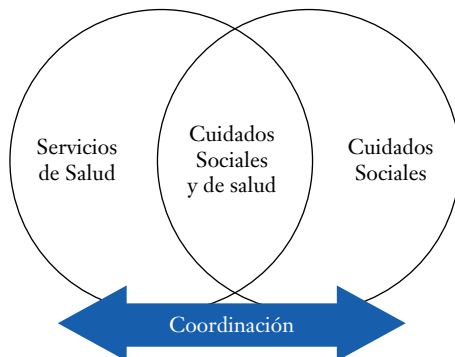 Servicios
de Salud
Cuidados
Sociales
y de salud
Cuidados
Sociales
Coordinación